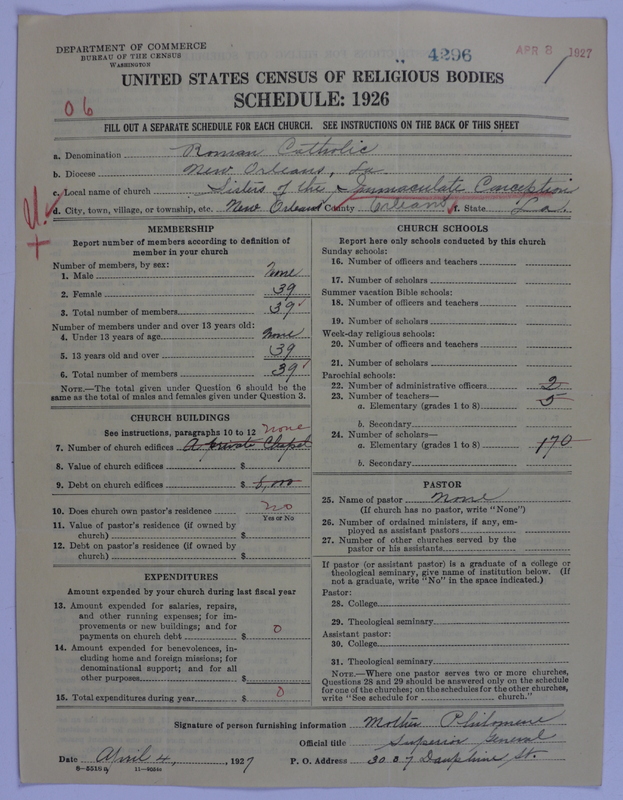 DEPARTMENT OF COMMERCE
BUREAU OF THE CENSUS
WASHINGTON
4296
APR 8 1927
UNITED STATES CENSUS OF RELIGIOUS BODIES
SCHEDULE: 1926
06
FILL OUT A SEPARATE SCHEDULE FOR EACH CHURCH. SEE INSTRUCTIONS ON THE BACK OF THIS SHEET
a. Denomination Roman Catholic
b. Diocese New Orleans, La
c. Local name of church Sisters of the Immaculate Conception
d. City, town, village, or township, etc. New Orleans County Orleans f. State La.
MEMBERSHIP
Report number of members according to definition of member in your church
Number of members, by sex:
1. Male None
2. Female 39
3. Total number of members 39
Number of members under and over 13 years old:
4. Under 13 years of age None
5. 13 years old and over 39
6. Total number of members 39
NOTE.—The total given under Question 6 should be the
same as the total of males and females given under Question 3.
CHURCH BUILDINGS
See instructions, paragraphs 10 to 12 none
7. Number of church edifices A private Chapel
8. Value of church edifices $
9. Debt on church edifices $ 8,000
10. Does church own pastor's residence no
Yes or No
11. Value of pastor's residence (if owned by
church) $
12. Debt on pastor's residence (if owned by
church) $
EXPENDITURES
Amount expended by your church during last fiscal year
13. Amount expended for salaries, repairs,
and other running expenses; for im-
provements or new buildings; and for
payments on church debt $ 0
14. Amount expended for benevolences, in-
cluding home and foreign missions; for
denominational support; and for all
other purposes $
15. Total expenditures during year $ 0
CHURCH SCHOOLS
Report here only schools conducted by this church
Sunday schools:
16. Number of officers and teachers
17. Number of scholars
Summer vacation Bible schools:
18. Number of officers and teachers
19. Number of scholars
Week-day religious schools:
20. Number of officers and teachers
21. Number of scholars
Parochial schools:
22. Number of administrative officers 2
23. Number of teachers—
a. Elementary (grades 1 to 8) 5
b. Secondary
24. Number of scholars—
a. Elementary (grades 1 to 8) 170
b. Secondary
PASTOR
25. Name of pastor None
(If church has no pastor, write "None")
26. Number of ordained ministers, if any, em-
ployed as assistant pastors
27. Number of other churches served by the
pastor or his assistants
If pastor (or assistant pastor) is a graduate of a college or
theological seminary, give name of institution below. (If
not a graduate, write "No" in the space indicated.)
Pastor:
28. College
29. Theological seminary
Assistant pastor:
30. College
31. Theological seminary
NOTE.—Where one pastor serves two or more churches,
Questions 28 and 29 should be answered only on the schedule
for one of the churches; on the schedules for the other churches,
write "See schedule for church."
Signature of person furnishing information Mother Philomene
Official title Superior General
Date April 4, , 1927 P. O. Address 3037 Dauphine St.